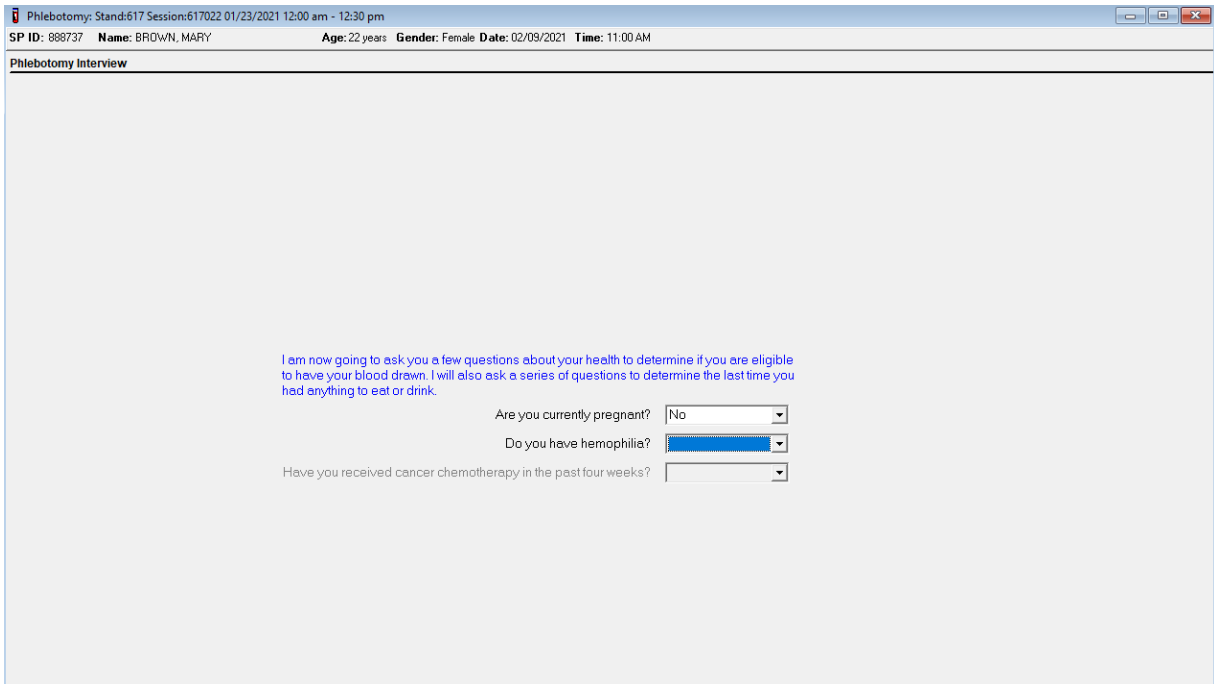 Phlebotomy: Stand:617 Session:617022 01/23/2021 12:00 am - 12:30 pm
SP ID: 888737 Name: BROWN, MARY Age: 22 years Gender: Female Date: 02/09/2021 Time: 11:00 AM
Phlebotomy Interview
I am now going to ask you a few questions about your health to determine if you are eligible
to have your blood drawn. I will also ask a series of questions to determine the last time you
had anything to eat or drink.
Are you currently pregnant? No
Do you have hemophilia?
Have you received cancer chemotherapy in the past four weeks?